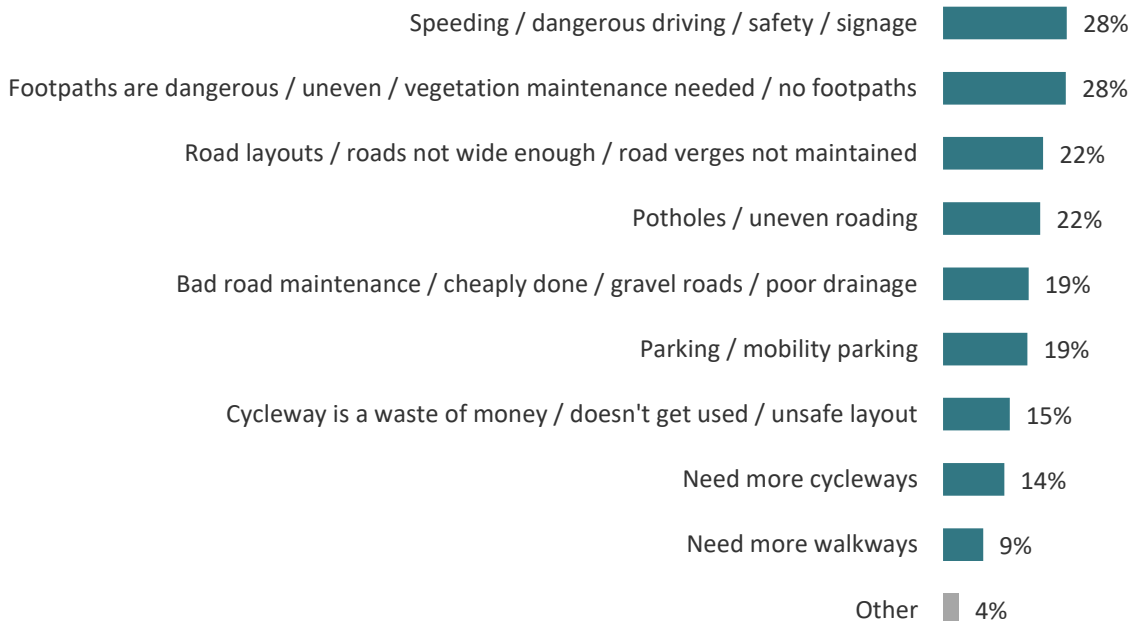 Speeding / dangerous driving / safety / signage 28%
Footpaths are dangerous / uneven / vegetation maintenance needed / no footpaths 28%
Road layouts / roads not wide enough / road verges not maintained 22%
Potholes / uneven roading 22%
Bad road maintenance / cheaply done / gravel roads / poor drainage 19%
Parking / mobility parking 19%
Cycleway is a waste of money / doesn't get used / unsafe layout 15%
Need more cycleways 14%
Need more walkways 9%
Other 4%